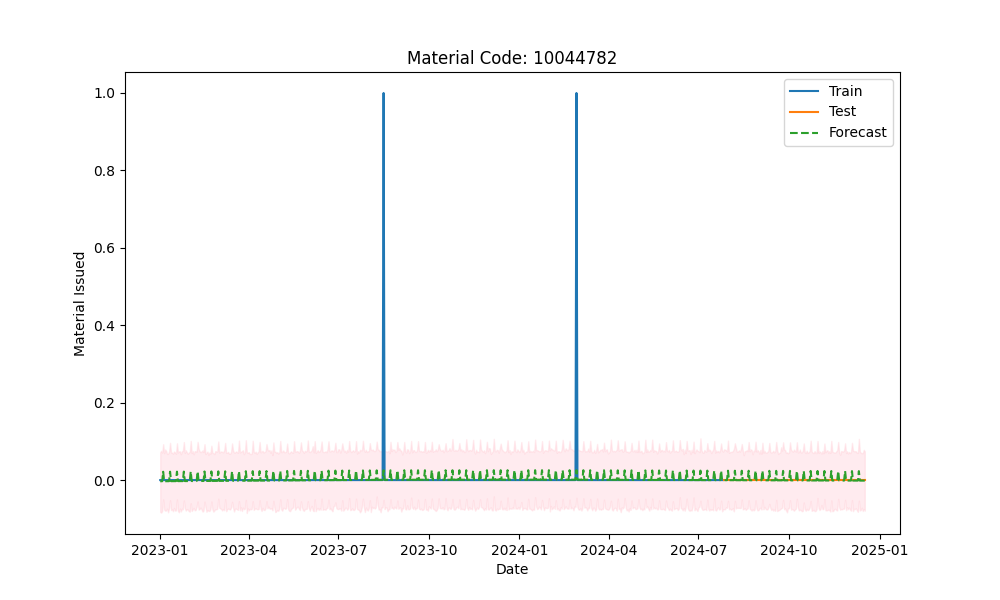 Material Code: 10044782
Train
Test
Forecast
1.0
0.8
0.6
0.4
0.2
0.0
Material Issued
2023-01 2023-04 2023-07 2023-10 2024-01 2024-04 2024-07 2024-10 2025-01
Date